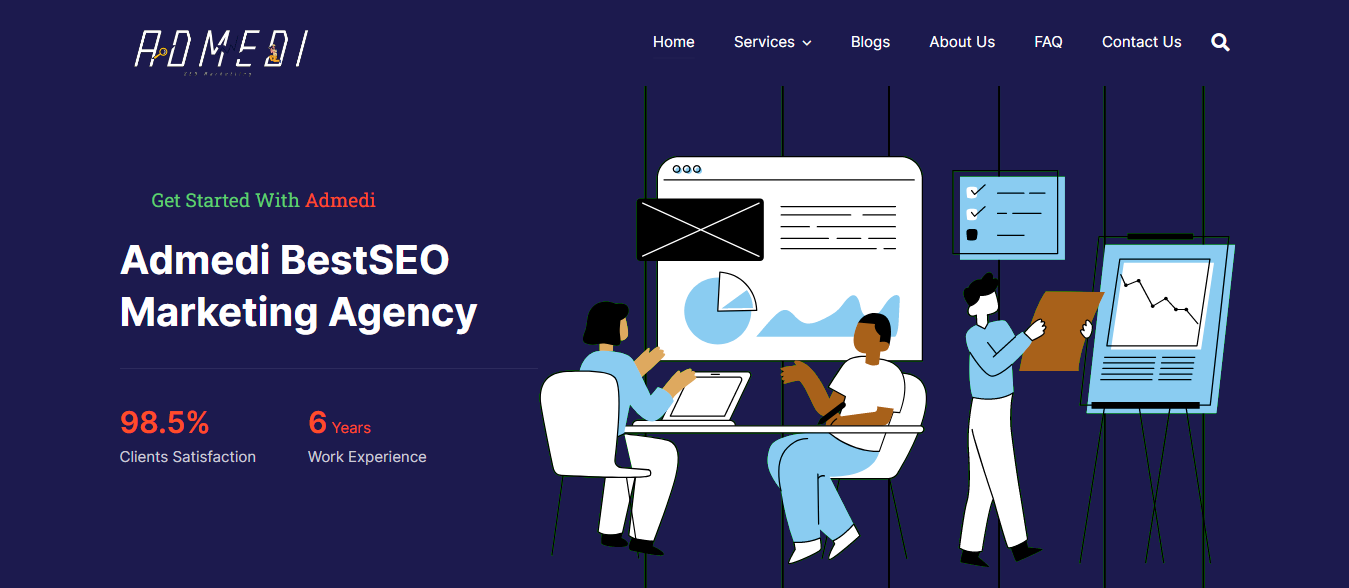 ADMEDI
Home Services Blogs About Us FAQ Contact Us
Get Started With Admedi
Admedi BestSEO
Marketing Agency
98.5%
Clients Satisfaction
6 Years
Work Experience